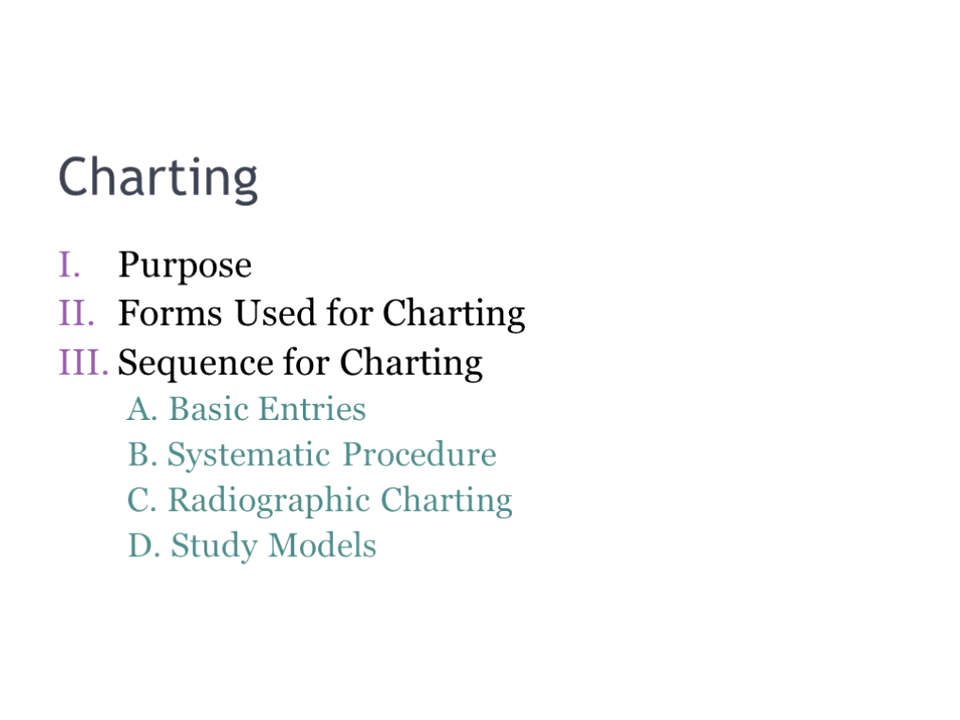 Charting
I. Purpose
II. Forms Used for Charting
III. Sequence for Charting
A. Basic Entries
B. Systematic Procedure
C. Radiographic Charting
D. Study Models